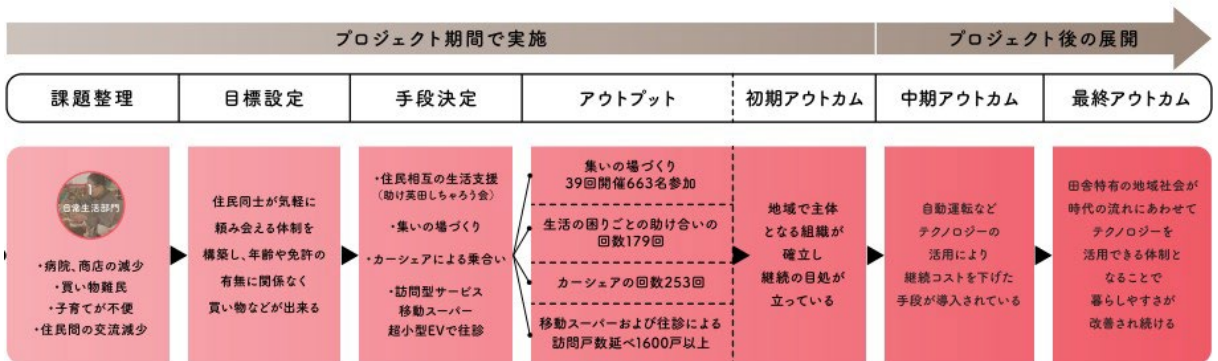 プロジェクト期間で実施
プロジェクト後の展開
課題整理
目標設定
手段決定
アウトプット
初期アウトカム
中期アウトカム
最終アウトカム
1
日常生活部門
・病院、商店の減少
・買い物難民
・子育てが不便
・住民間の交流減少
住民同士が気軽に
頼み会える体制を
構築し、年齢や免許の
有無に関係なく
買い物などが出来る
・住民相互の生活支援
（助け英田しちゃろう会）
・集いの場づくり
・カーシェアによる乗合い
・訪問型サービス
移動スーパー
超小型EVで往診
集いの場づくり
39回開催663名参加
生活の困りごとの助け合いの
回数179回
カーシェアの回数253回
移動スーパーおよび往診による
訪問戸数延べ1600戸以上
地域で主体
となる組織が
確立し
継続の目処が
立っている
自動運転など
テクノロジーの
活用により
継続コストを下げた
手段が導入されている
田舎特有の地域社会が
時代の流れにあわせて
テクノロジーを
活用できる体制と
なることで
暮らしやすさが
改善され続ける